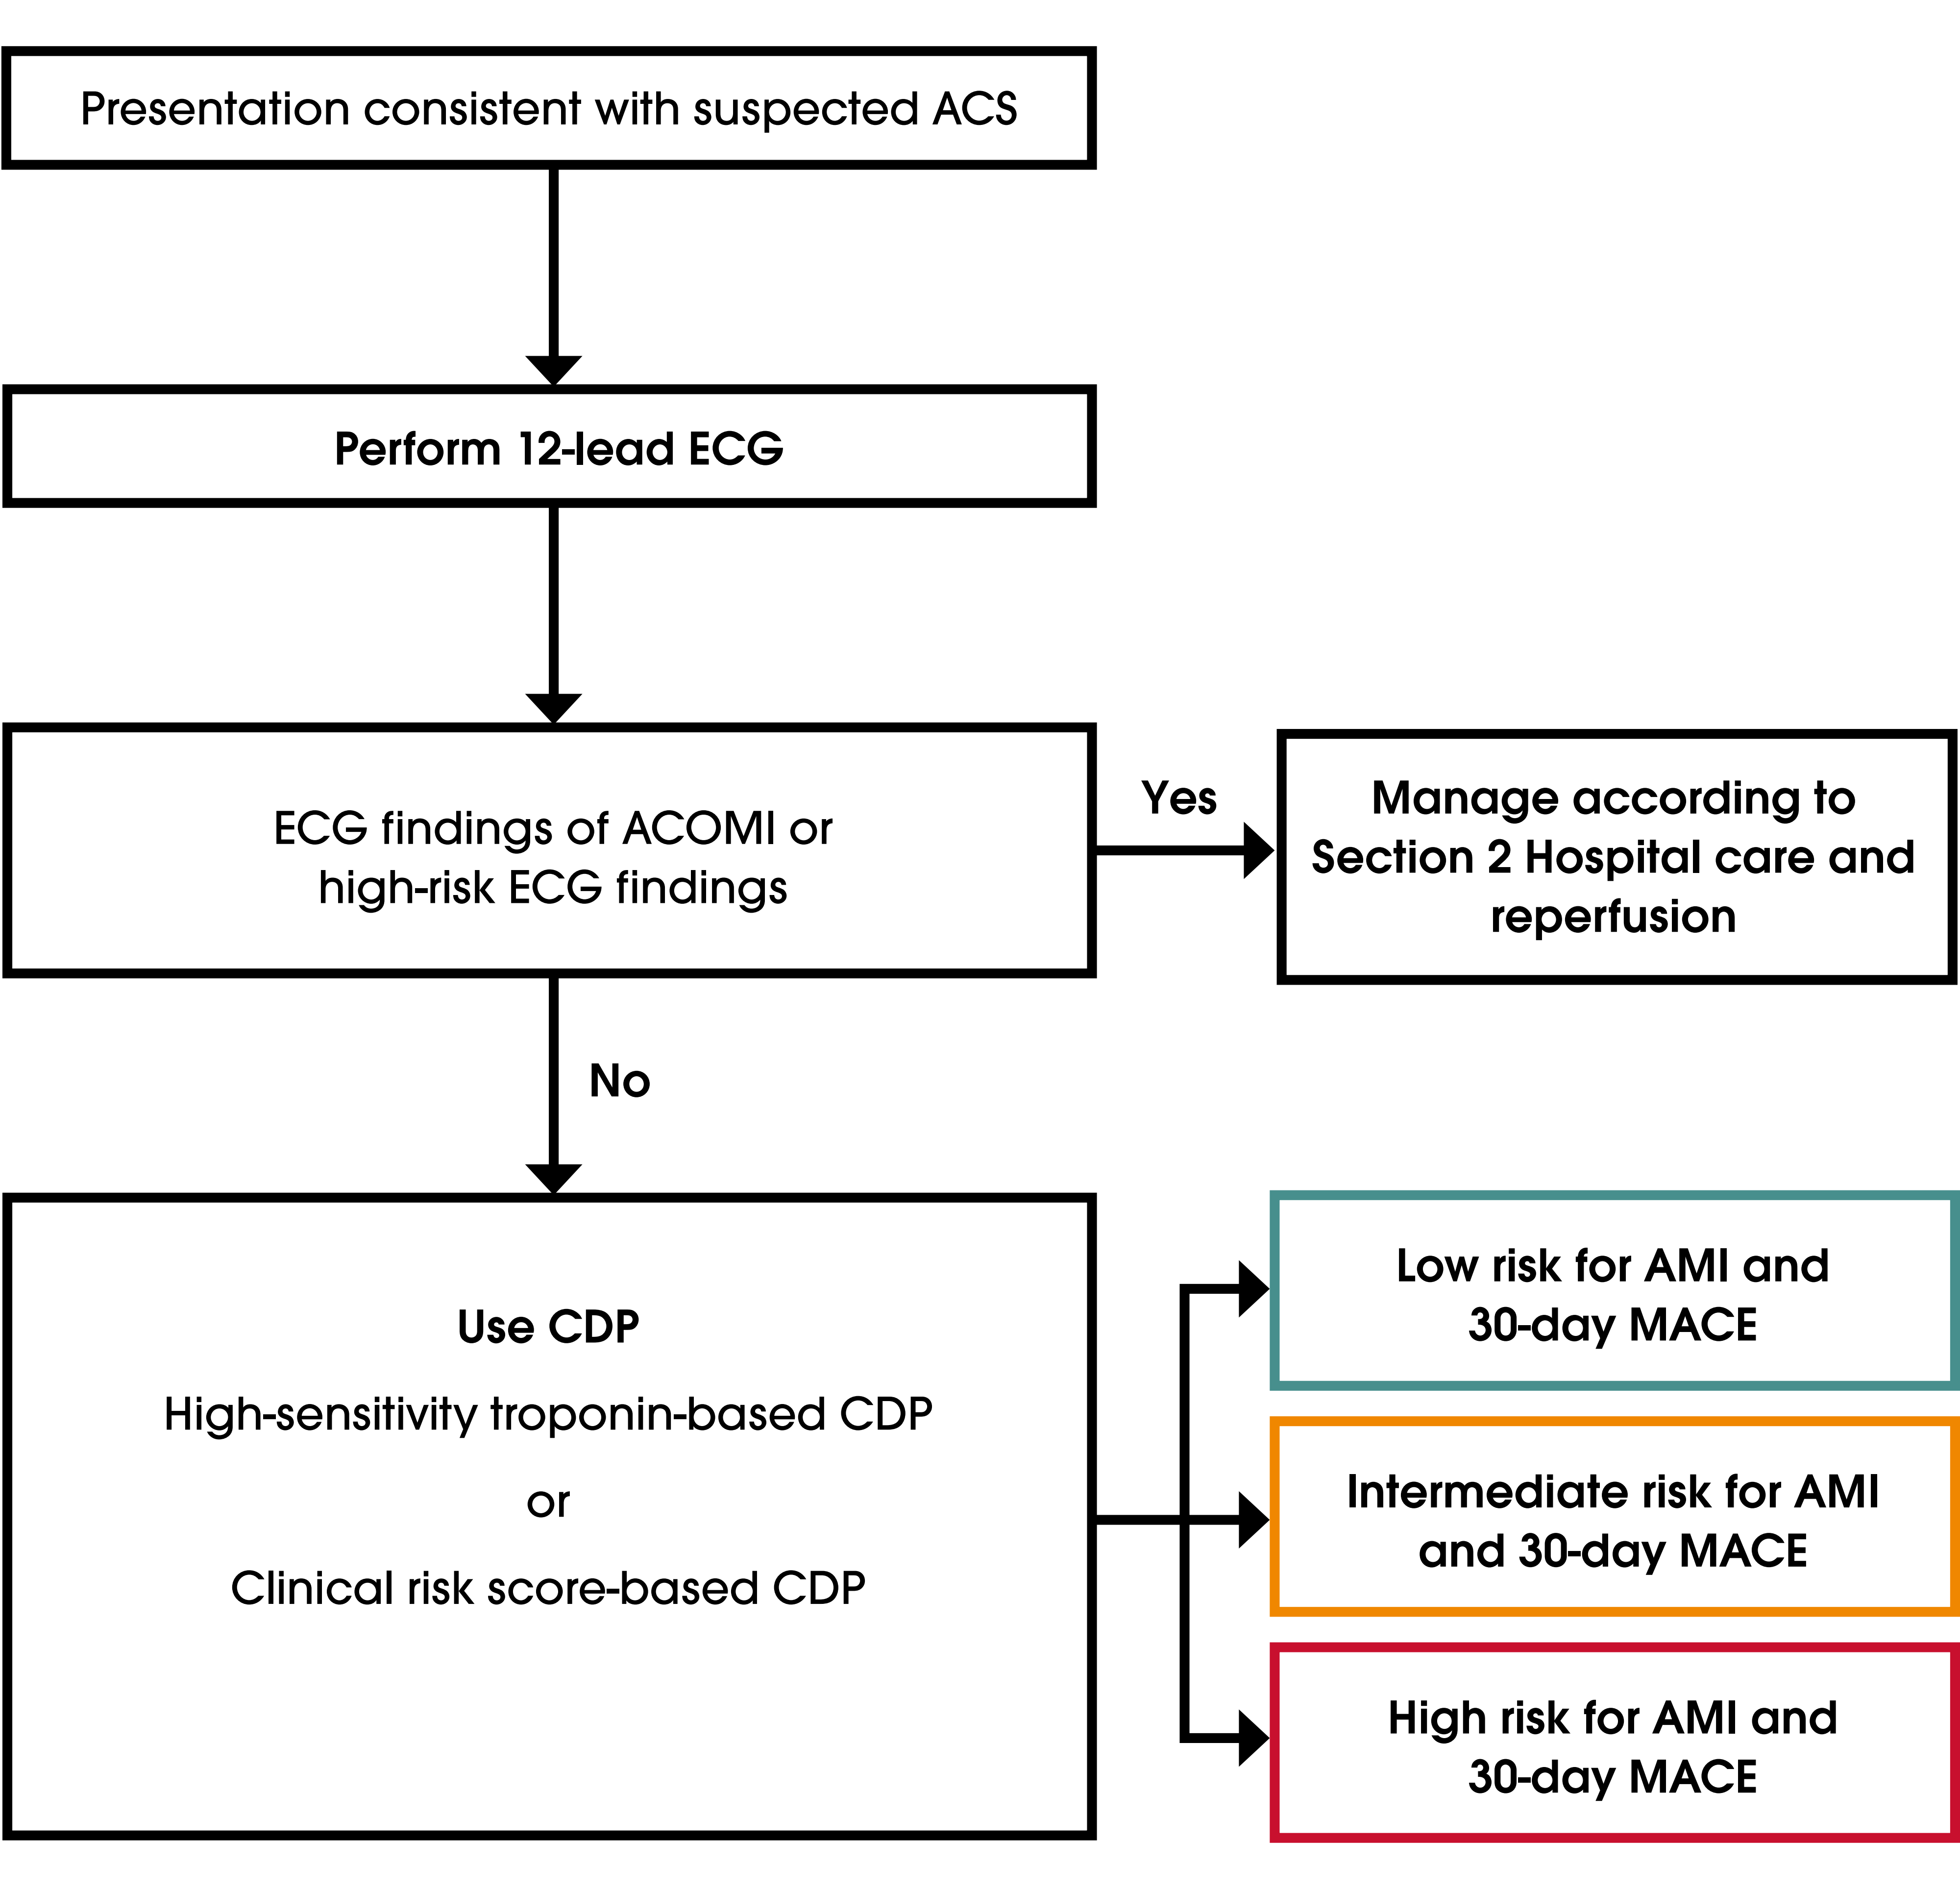 Presentation consistent with suspected ACS
Perform 12-lead ECG
ECG findings of ACOMI or
high-risk ECG findings
Yes
Manage according to
Section 2 Hospital care and
reperfusion
No
Use CDP
High-sensitivity troponin-based CDP
or
Clinical risk score-based CDP
Low risk for AMI and
30-day MACE
Intermediate risk for AMI
and 30-day MACE
High risk for AMI and
30-day MACE